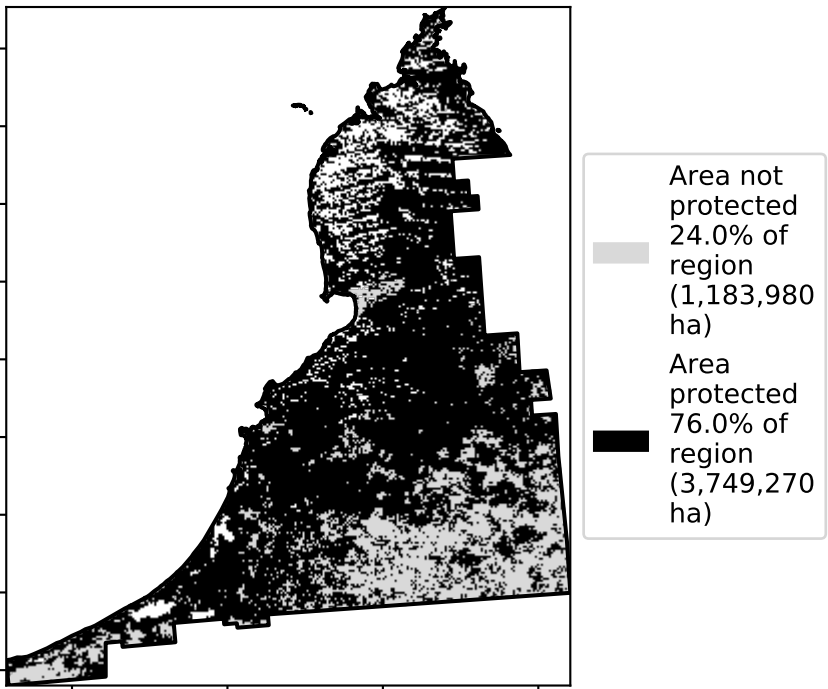 Area not
protected
24.0% of
region
(1,183,980
ha)
Area
protected
76.0% of
region
(3,749,270
ha)